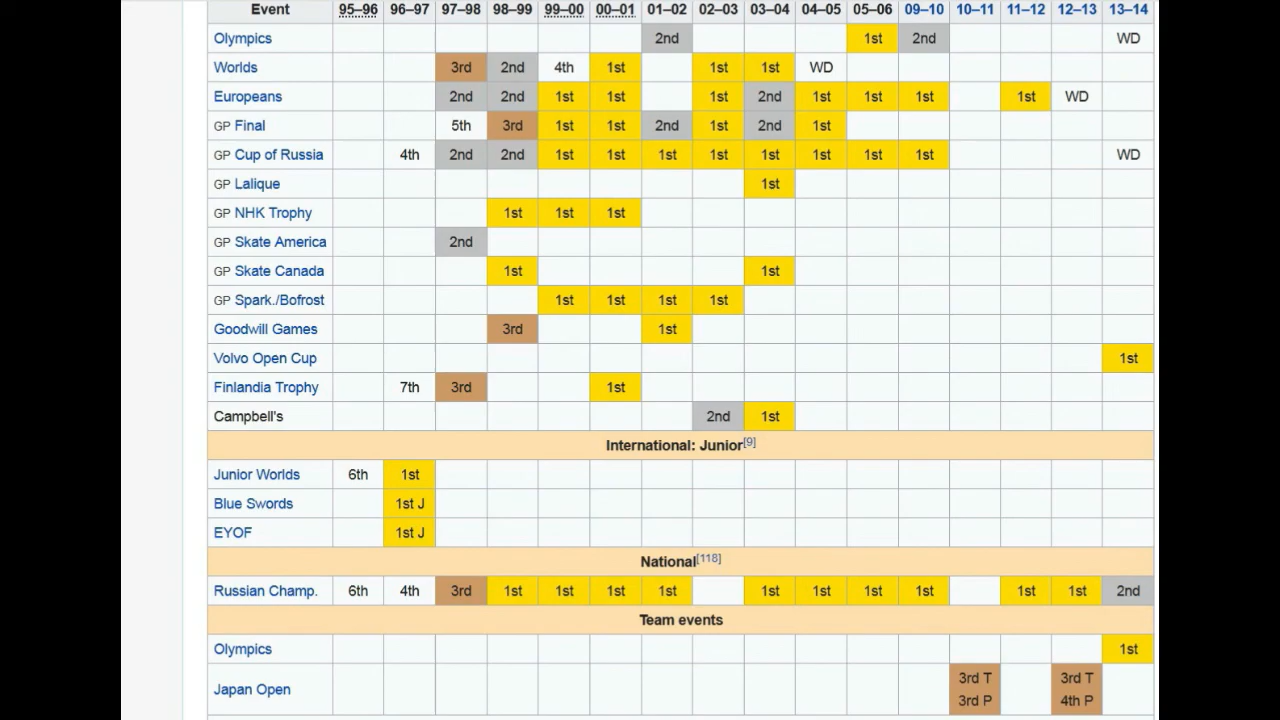 Event 95–96 96–97 97–98 98–99 99–00 00–01 01–02 02–03 03–04 04–05 05–06 09–10 10–11 11–12 12–13 13–14
Olympics 2nd 1st 2nd WD
Worlds 3rd 2nd 4th 1st 1st 1st WD
Europeans 2nd 2nd 1st 1st 1st 2nd 1st 1st 1st 1st WD
GP Final 5th 3rd 1st 1st 2nd 1st 2nd 1st
GP Cup of Russia 4th 2nd 2nd 1st 1st 1st 1st 1st 1st 1st 1st WD
GP Lalique 1st
GP NHK Trophy 1st 1st 1st
GP Skate America 2nd
GP Skate Canada 1st 1st
GP Spark./Bofrost 1st 1st 1st 1st
Goodwill Games 3rd 1st
Volvo Open Cup 1st
Finlandia Trophy 7th 3rd 1st
Campbell's 2nd 1st
International: Junior[9]
Junior Worlds 6th 1st
Blue Swords 1st J
EYOF 1st J
National[118]
Russian Champ. 6th 4th 3rd 1st 1st 1st 1st 1st 1st 1st 1st 1st 1st 2nd
Team events
Olympics 1st
Japan Open 3rd T 3rd T
3rd P 4th P